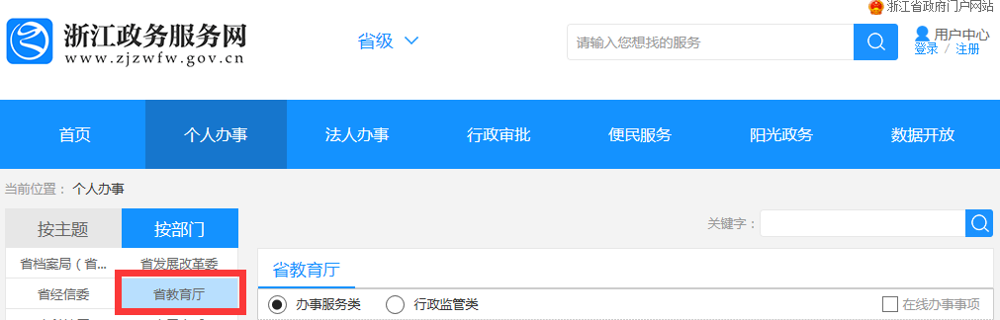 浙江省政府门户网站
浙江政务服务网
www.zjzwfw.gov.cn
省级
请输入您想找的服务
用户中心
登录 / 注册
首页 个人办事 法人办事 行政审批 便民服务 阳光政务 数据开放
当前位置： 个人办事
按主题 按部门
关键字：
省档案局（省... 省发展改革委
省经信委 省教育厅
省教育厅
办事服务类 行政监管类 在线办事事项